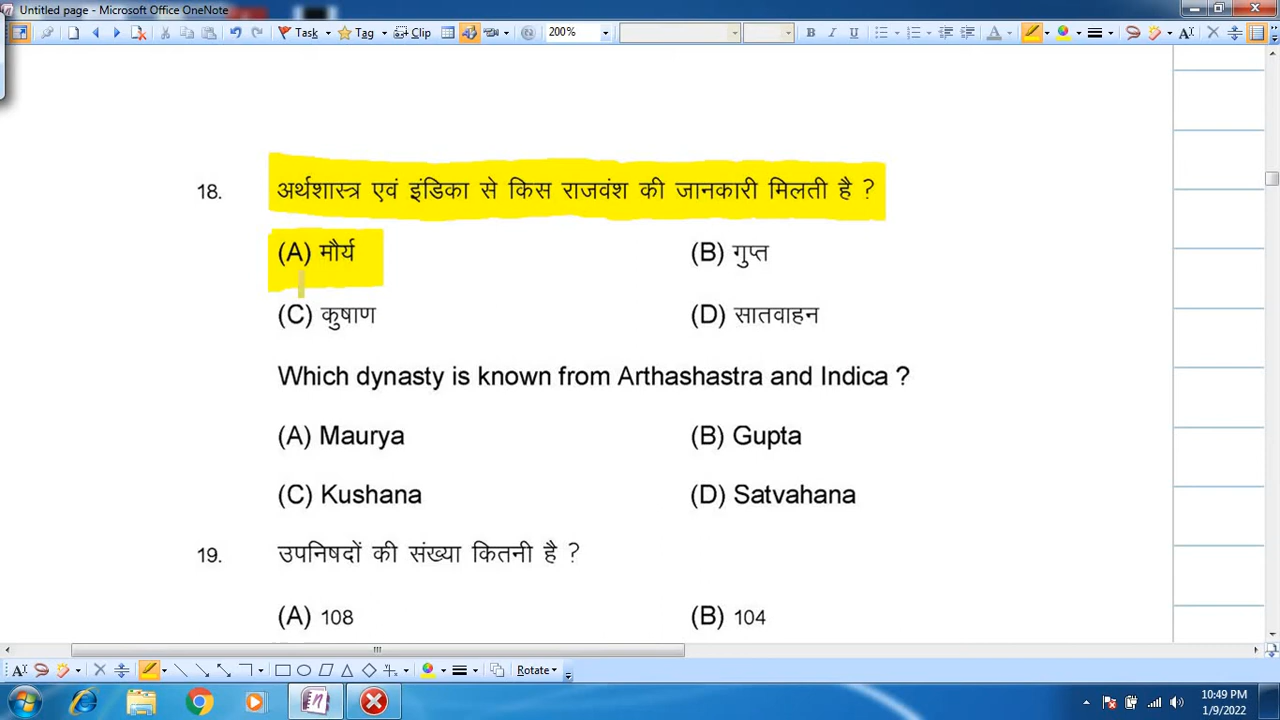 Untitled page - Microsoft Office OneNote
Task Tag Clip 200% B I U
18. अर्थशास्त्र एवं इंडिका से किस राजवंश की जानकारी मिलती है ?
(A) मौर्य (B) गुप्त
(C) कुषाण (D) सातवाहन
Which dynasty is known from Arthashastra and Indica ?
(A) Maurya (B) Gupta
(C) Kushana (D) Satvahana
19. उपनिषदों की संख्या कितनी है ?
(A) 108 (B) 104
Rotate
10:49 PM
1/9/2022